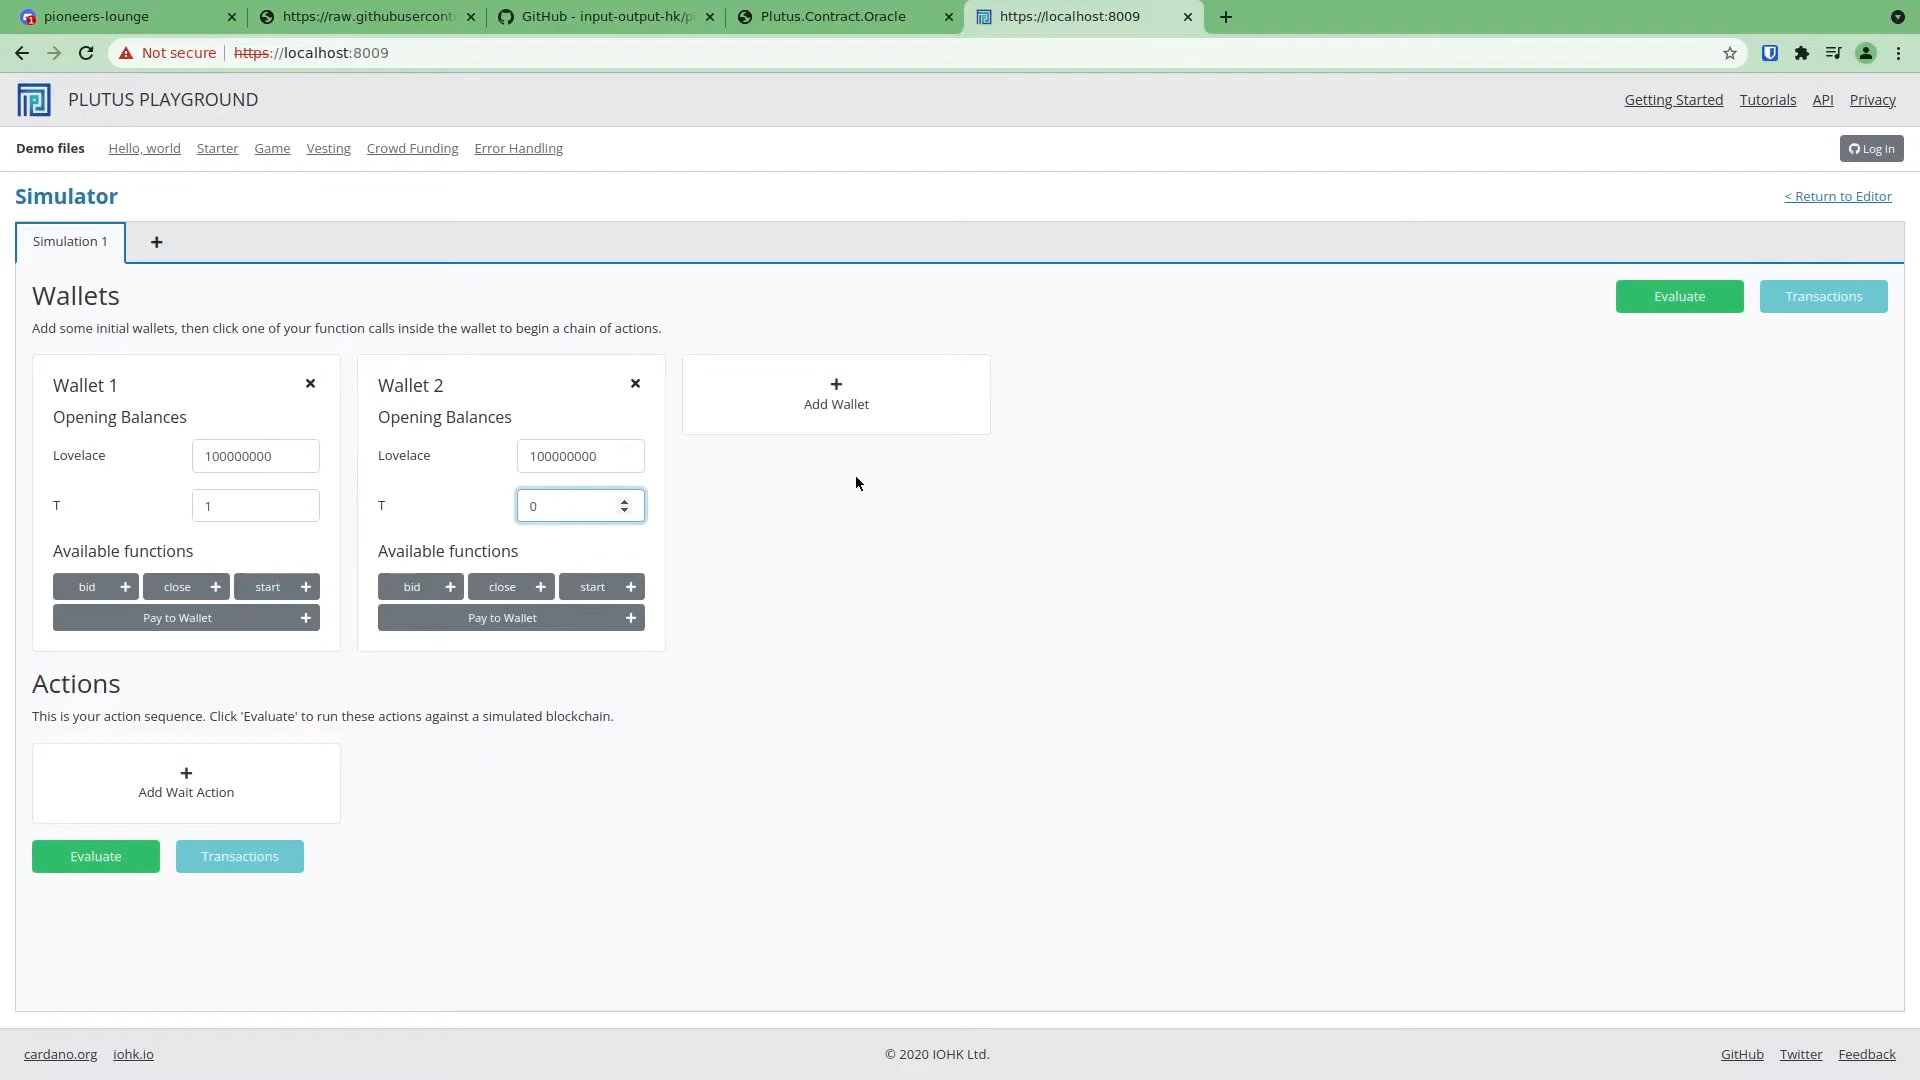 pioneers-lounge
https://raw.githubusercont
GitHub - input-output-hk/p
Plutus.Contract.Oracle
https://localhost:8009
Not secure
https://localhost:8009
PLUTUS PLAYGROUND
Getting Started
Tutorials
API
Privacy
Demo files
Hello, world
Starter
Game
Vesting
Crowd Funding
Error Handling
Log In
Simulator
< Return to Editor
Simulation 1
+
Wallets
Evaluate
Transactions
Add some initial wallets, then click one of your function calls inside the wallet to begin a chain of actions.
Wallet 1
Opening Balances
Lovelace
100000000
T
1
Available functions
bid +
close +
start +
Pay to Wallet +
Wallet 2
Opening Balances
Lovelace
100000000
T
0
Available functions
bid +
close +
start +
Pay to Wallet +
+
Add Wallet
Actions
This is your action sequence. Click 'Evaluate' to run these actions against a simulated blockchain.
+
Add Wait Action
Evaluate
Transactions
cardano.org
iohk.io
© 2020 IOHK Ltd.
GitHub
Twitter
Feedback